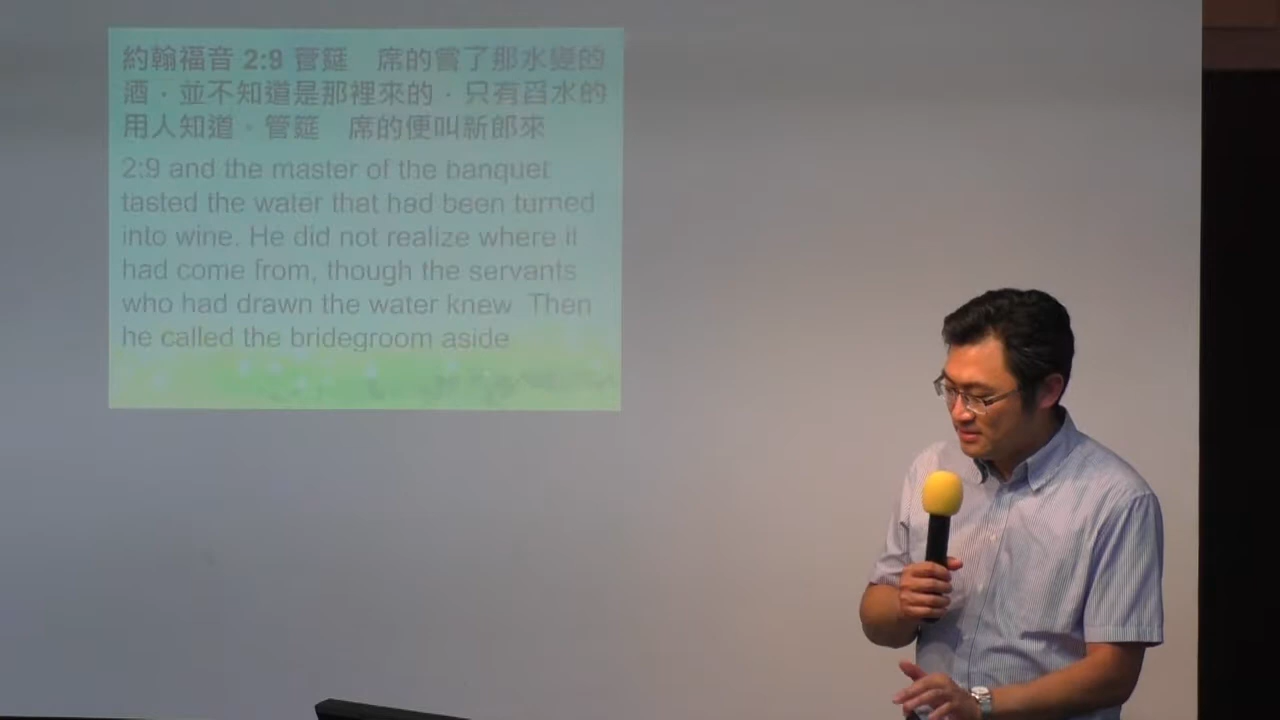 約翰福音 2:9 管筵　席的嘗了那水變的
酒．並不知道是那裡來的．只有舀水的
用人知道．管筵　席的便叫新郎來
2:9 and the master of the banquet
tasted the water that had been turned
into wine. He did not realize where it
had come from, though the servants
who had drawn the water knew. Then
he called the bridegroom aside